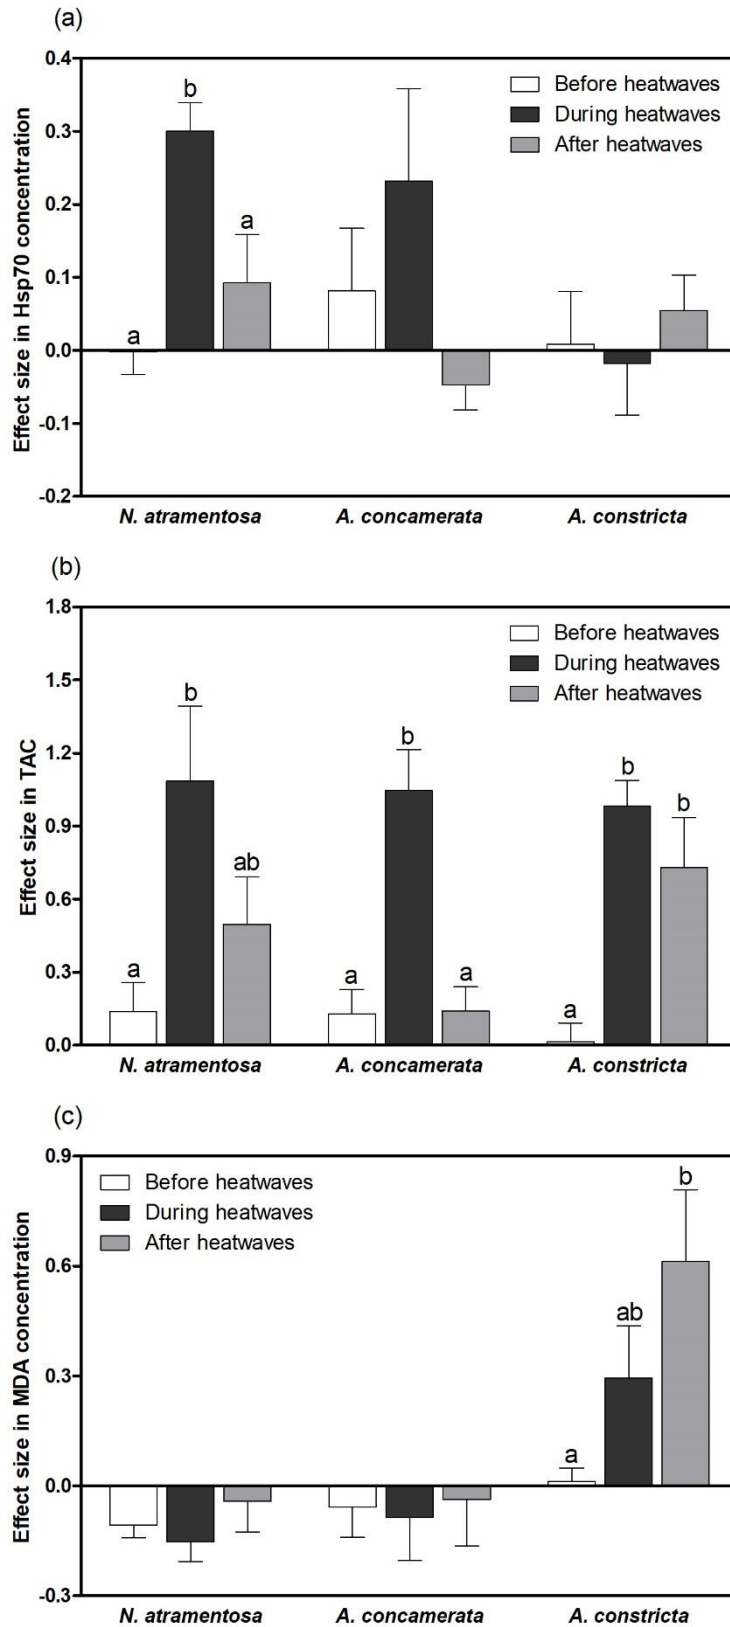 (a)
Effect size in Hsp70 concentration
0.4
0.3
0.2
0.1
0.0
-0.1
-0.2
Before heatwaves
During heatwaves
After heatwaves
a
b
a
N. atramentosa
A. concamerata
A. constricta
(b)
Effect size in TAC
1.8
1.5
1.2
0.9
0.6
0.3
0.0
Before heatwaves
During heatwaves
After heatwaves
a
b
ab
a
b
a
a
b
b
N. atramentosa
A. concamerata
A. constricta
(c)
Effect size in MDA concentration
0.9
0.6
0.3
0.0
-0.3
Before heatwaves
During heatwaves
After heatwaves
a
ab
b
N. atramentosa
A. concamerata
A. constricta